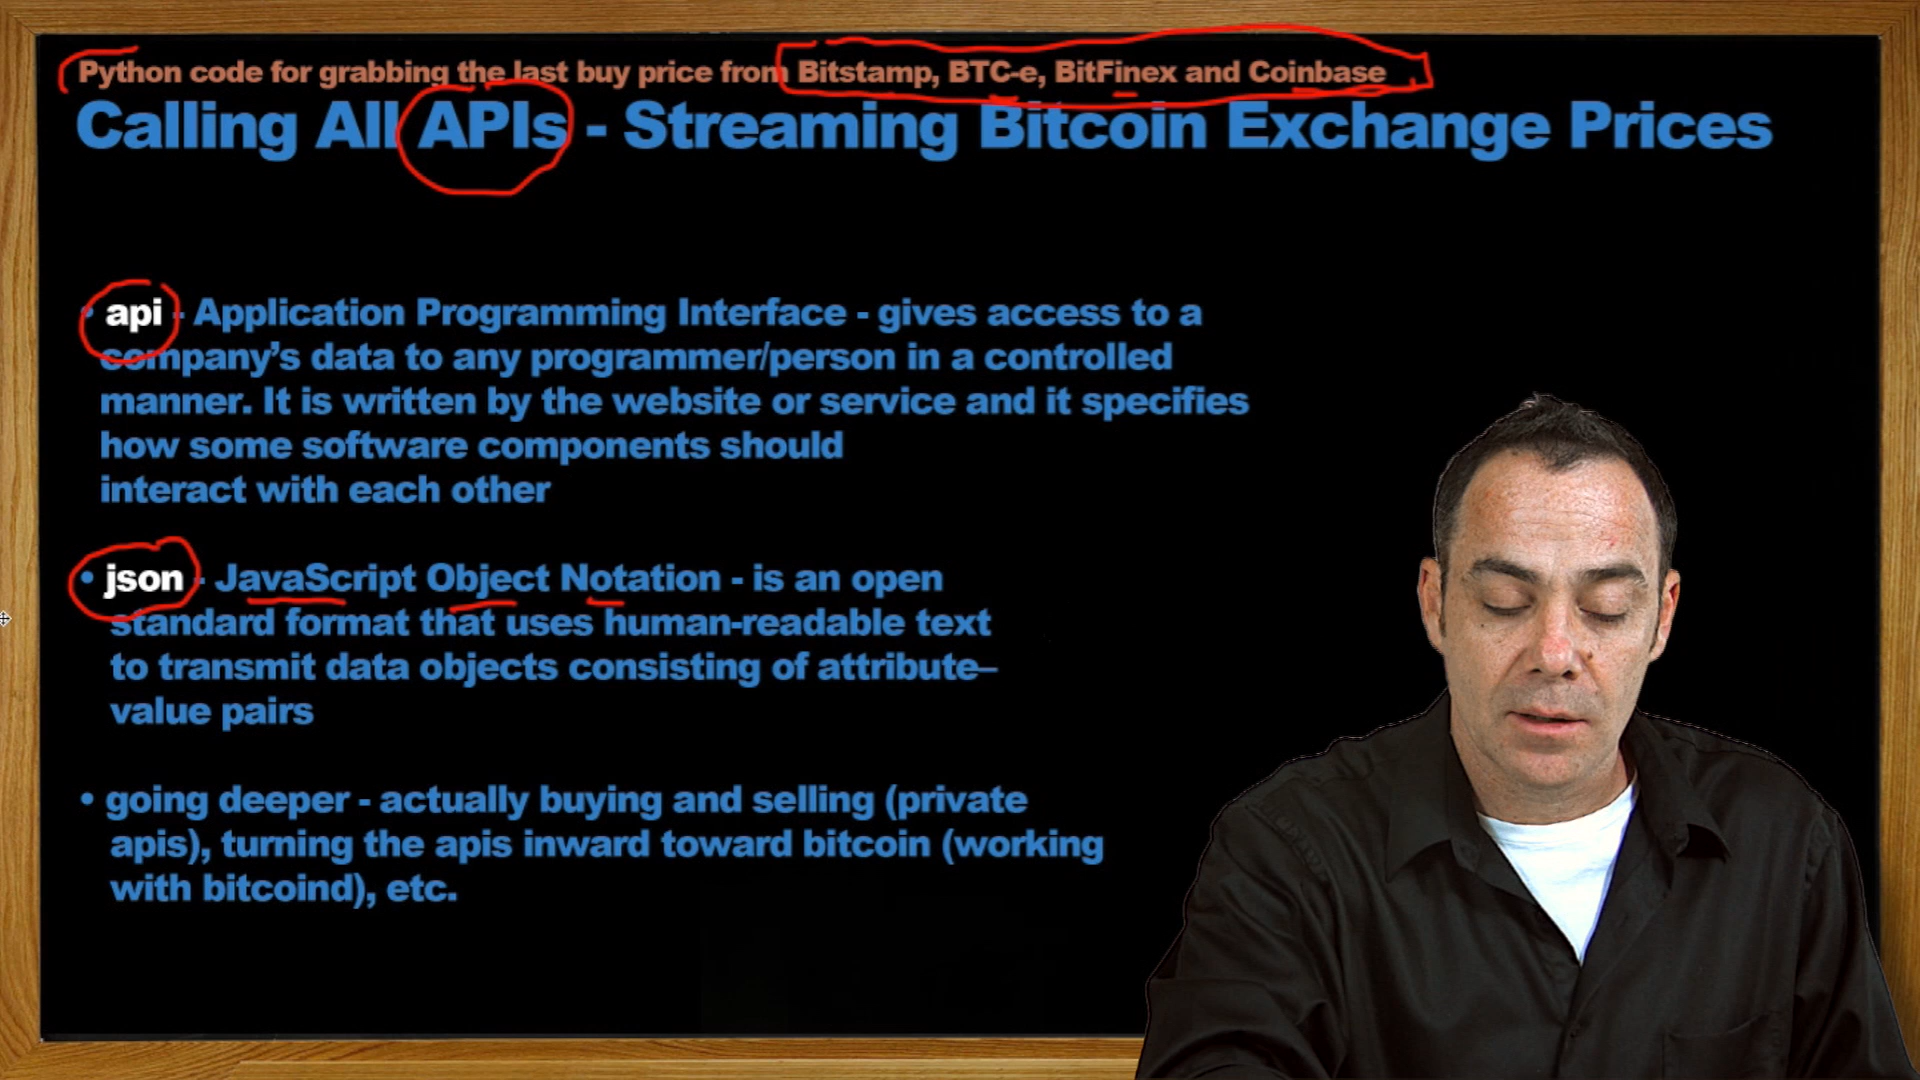 Python code for grabbing the last buy price from Bitstamp, BTC-e, BitFinex and Coinbase
Calling All APIs - Streaming Bitcoin Exchange Prices
• api - Application Programming Interface - gives access to a
company’s data to any programmer/person in a controlled
manner. It is written by the website or service and it specifies
how some software components should
interact with each other
• json - JavaScript Object Notation - is an open
standard format that uses human-readable text
to transmit data objects consisting of attribute–
value pairs
• going deeper - actually buying and selling (private
apis), turning the apis inward toward bitcoin (working
with bitcoind), etc.